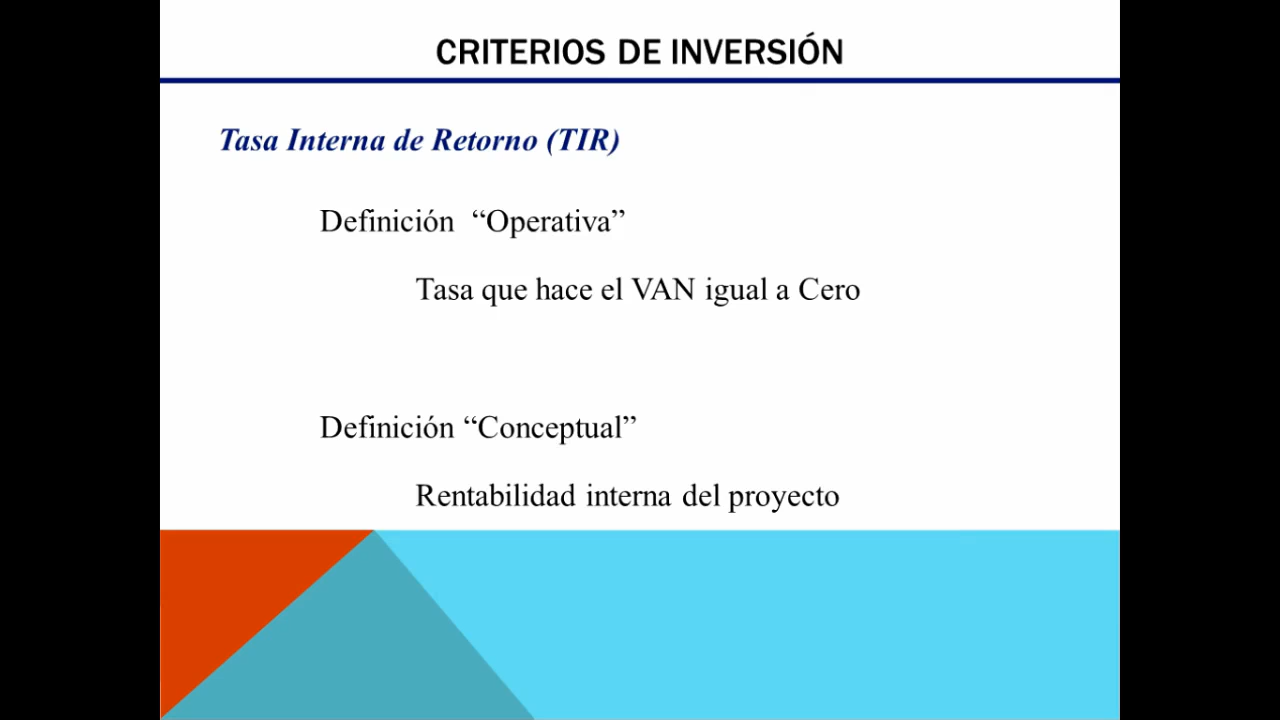 CRITERIOS DE INVERSIÓN
Tasa Interna de Retorno (TIR)
Definición “Operativa”
Tasa que hace el VAN igual a Cero
Definición “Conceptual”
Rentabilidad interna del proyecto